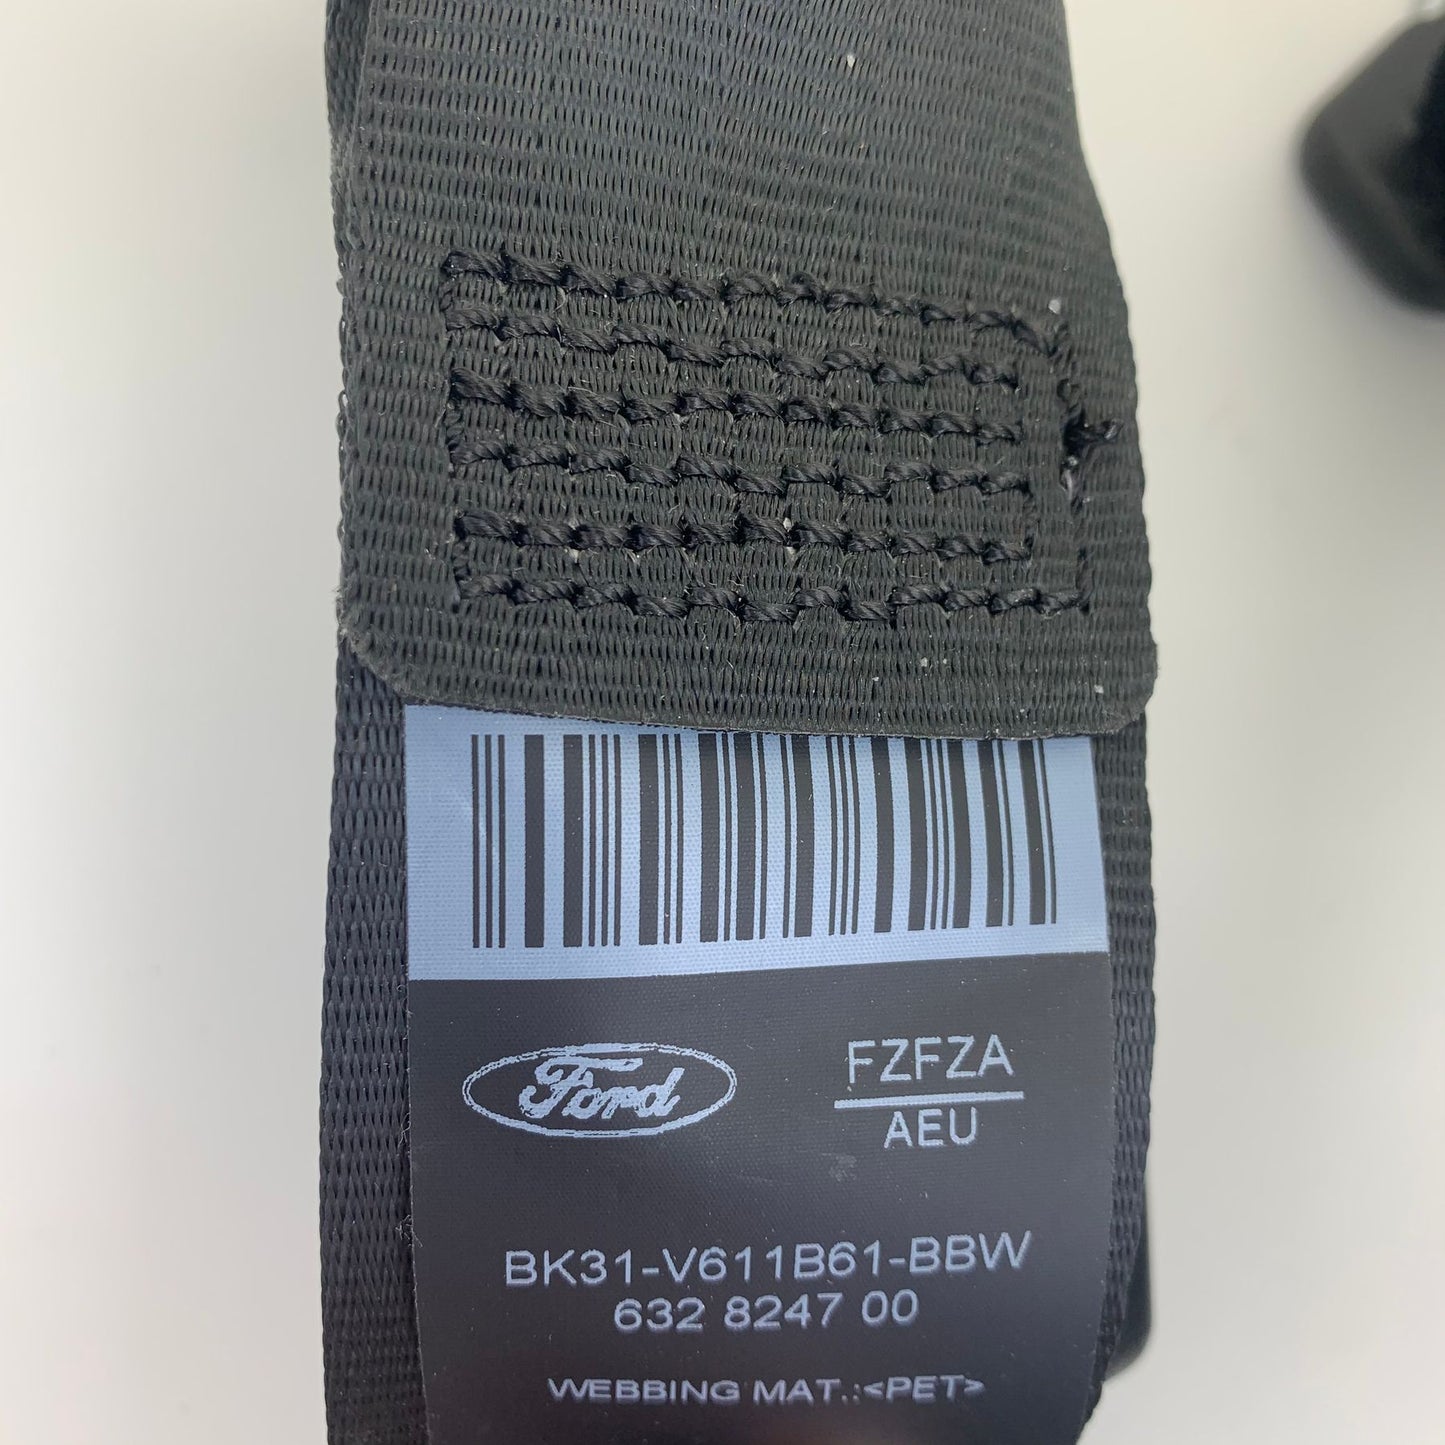 Ford
FZFZA
AEU
BK31-V611B61-BBW
632 8247 00
WEBBING MAT.:<PET>